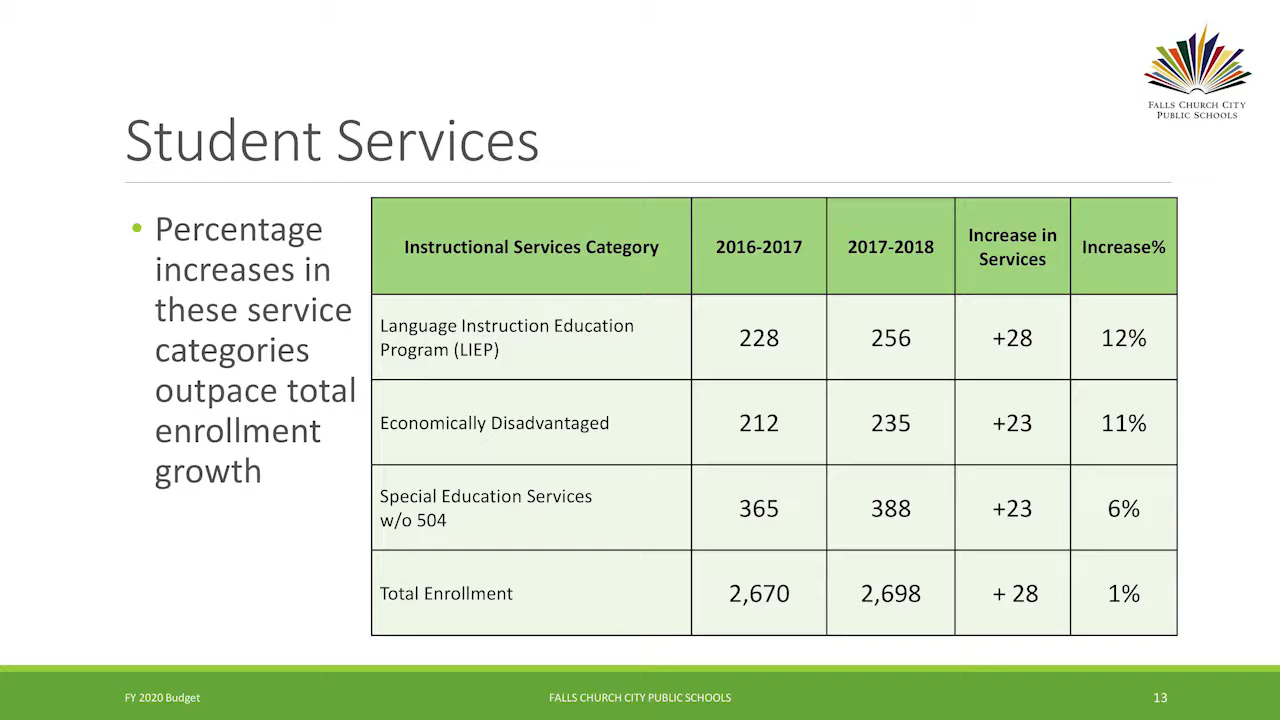 FALLS CHURCH CITY
PUBLIC SCHOOLS
Student Services
• Percentage
increases in
these service
categories
outpace total
enrollment
growth
Instructional Services Category 2016-2017 2017-2018 Increase in Services Increase%
Language Instruction Education Program (LIEP) 228 256 +28 12%
Economically Disadvantaged 212 235 +23 11%
Special Education Services w/o 504 365 388 +23 6%
Total Enrollment 2,670 2,698 + 28 1%
FY 2020 Budget FALLS CHURCH CITY PUBLIC SCHOOLS 13